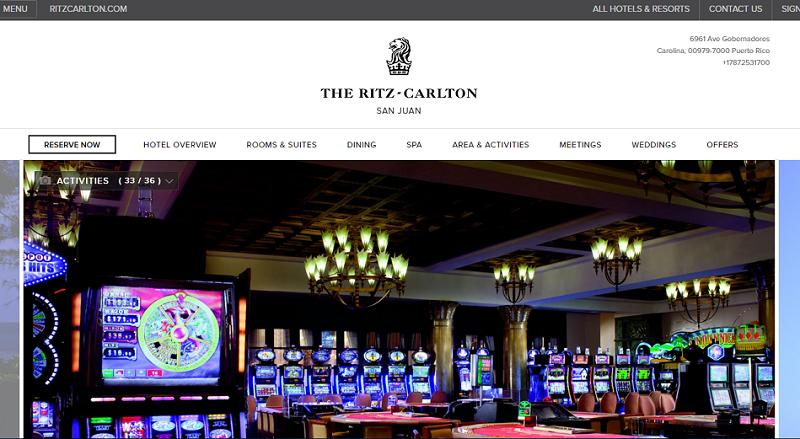 MENU RITZCARLTON.COM ALL HOTELS & RESORTS CONTACT US SIGN
6961 Ave Gobernadores
Carolina, 00979-7000 Puerto Rico
+17872531700
THE RITZ-CARLTON
SAN JUAN
RESERVE NOW HOTEL OVERVIEW ROOMS & SUITES DINING SPA AREA & ACTIVITIES MEETINGS WEDDINGS OFFERS
ACTIVITIES ( 33 / 36 )
HITS
MAJOR